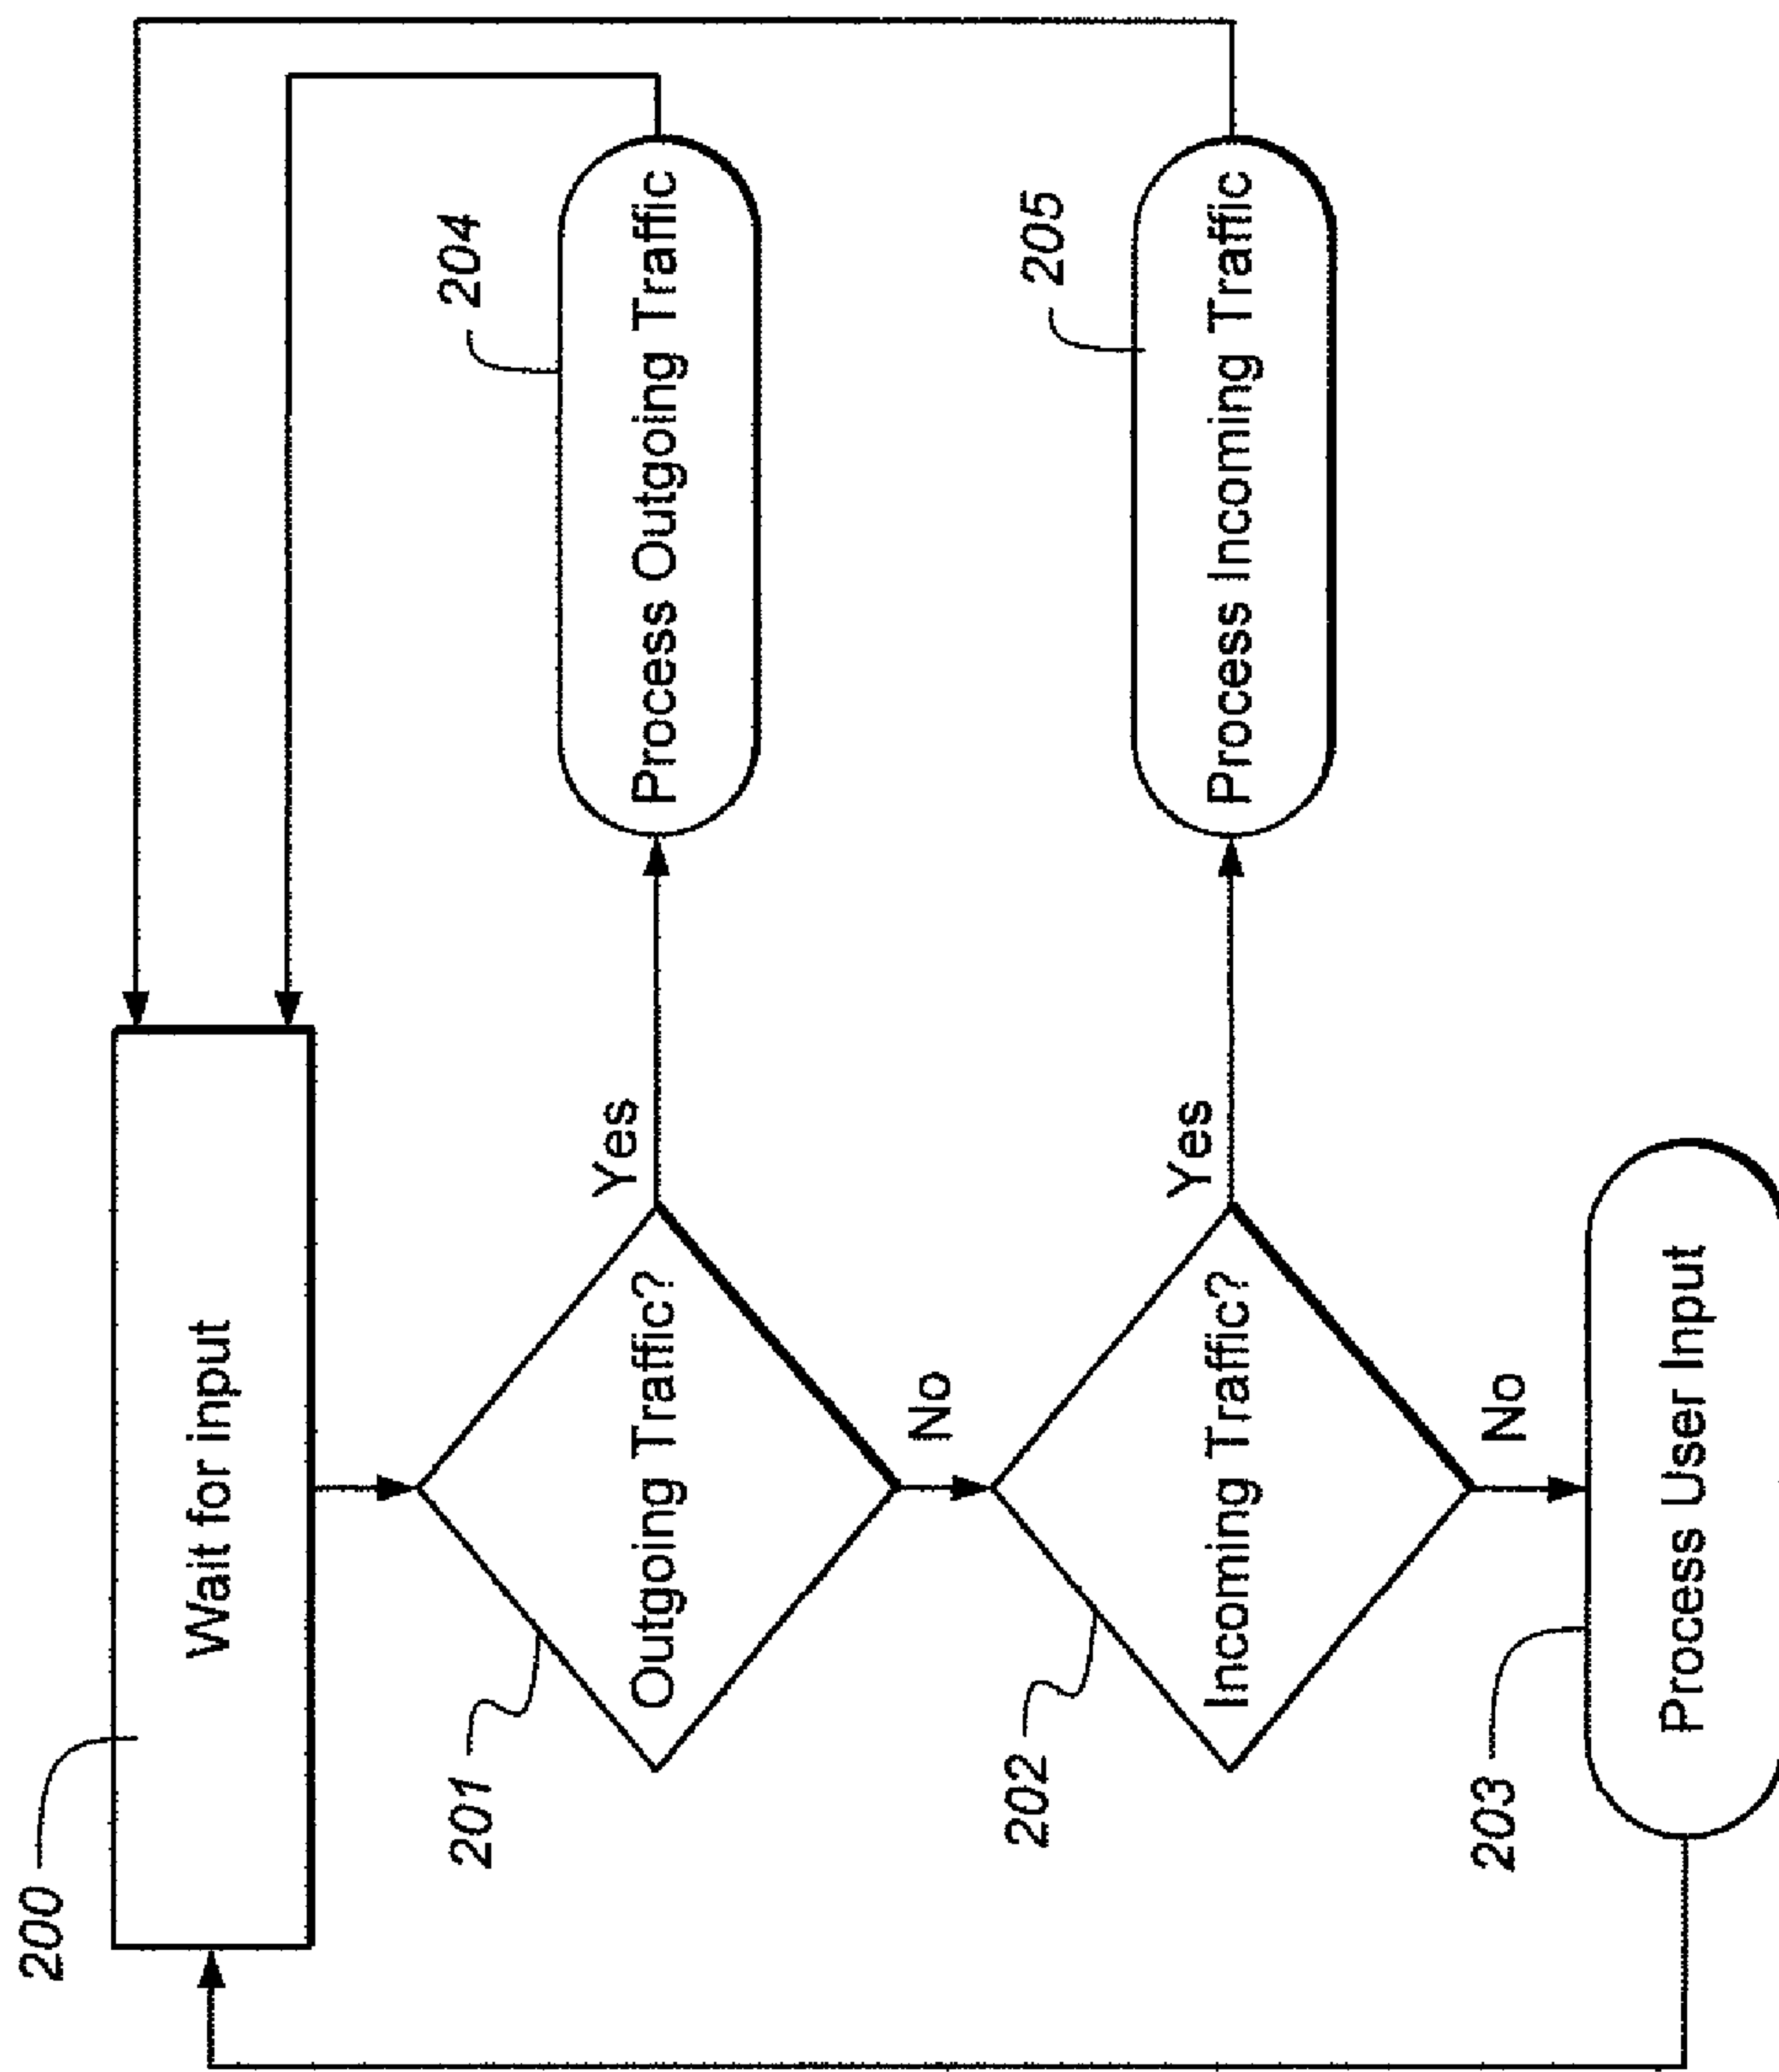 200
Wait for input
201
Outgoing Traffic?
Yes
204
Process Outgoing Traffic
No
202
Incoming Traffic?
Yes
205
Process Incoming Traffic
No
203
Process User Input